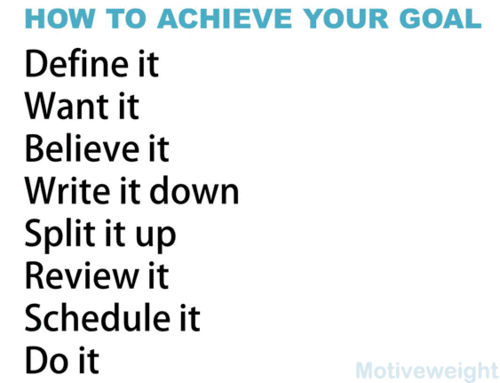 HOW TO ACHIEVE YOUR GOAL
Define it
Want it
Believe it
Write it down
Split it up
Review it
Schedule it
Do it
Motiveweight